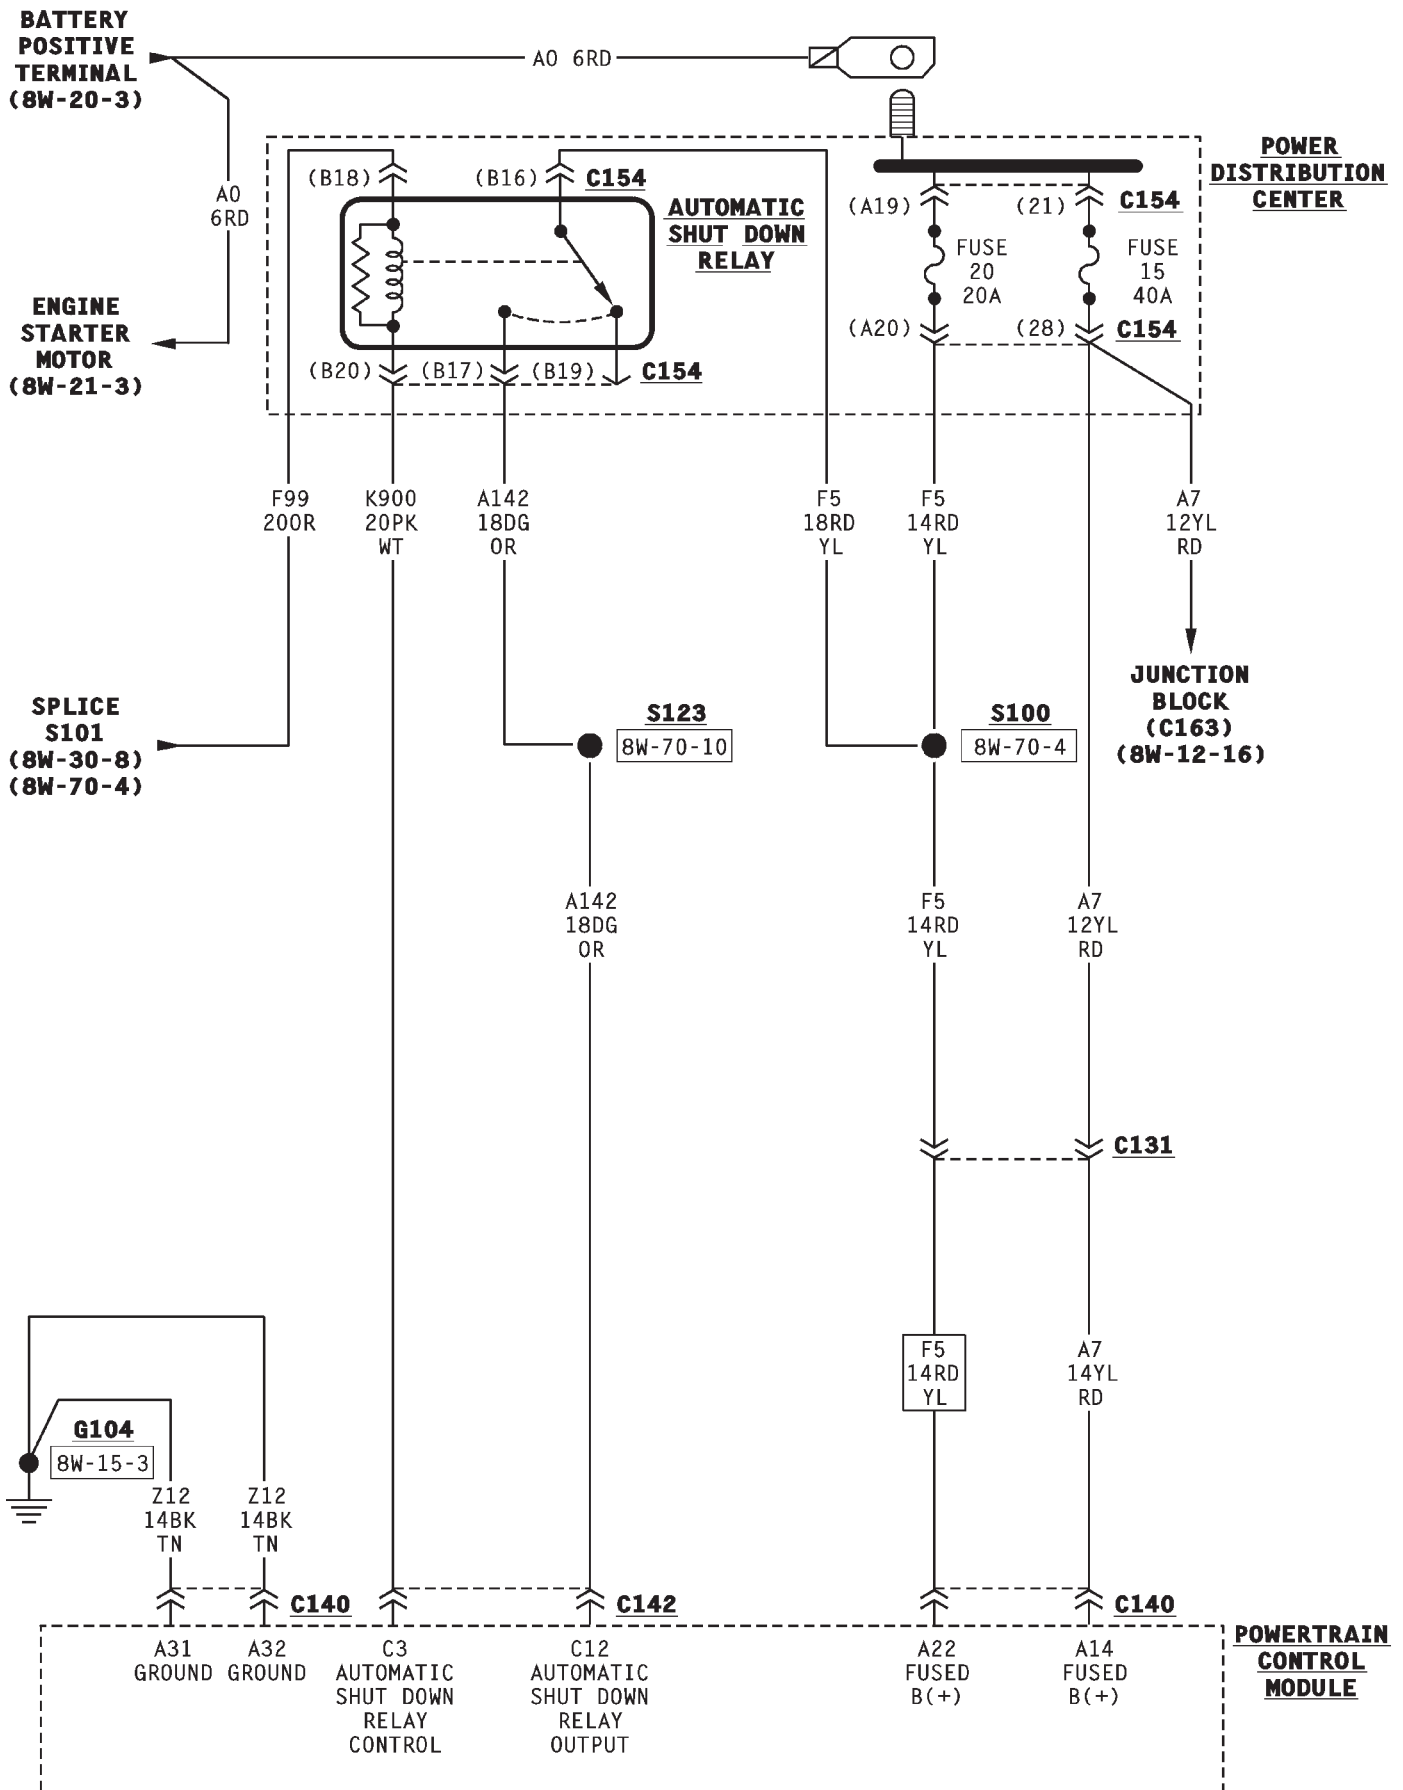 BATTERY
POSITIVE
TERMINAL
(8W-20-3)
A0 6RD
A0
6RD
ENGINE
STARTER
MOTOR
(8W-21-3)
POWER
DISTRIBUTION
CENTER
(B18)
(B16)
C154
AUTOMATIC
SHUT DOWN
RELAY
(A19)
(21)
C154
FUSE
20
20A
FUSE
15
40A
(A20)
(28)
C154
(B20)
(B17)
(B19)
C154
F99
20OR
K900
20PK
WT
A142
18DG
OR
F5
18RD
YL
F5
14RD
YL
A7
12YL
RD
SPLICE
S101
(8W-30-8)
(8W-70-4)
S123
8W-70-10
S100
8W-70-4
JUNCTION
BLOCK
(C163)
(8W-12-16)
A142
18DG
OR
F5
14RD
YL
A7
12YL
RD
C131
F5
14RD
YL
A7
14YL
RD
G104
8W-15-3
Z12
14BK
TN
Z12
14BK
TN
C140
C142
C140
A31
GROUND
A32
GROUND
C3
AUTOMATIC
SHUT DOWN
RELAY
CONTROL
C12
AUTOMATIC
SHUT DOWN
RELAY
OUTPUT
A22
FUSED
B(+)
A14
FUSED
B(+)
POWERTRAIN
CONTROL
MODULE